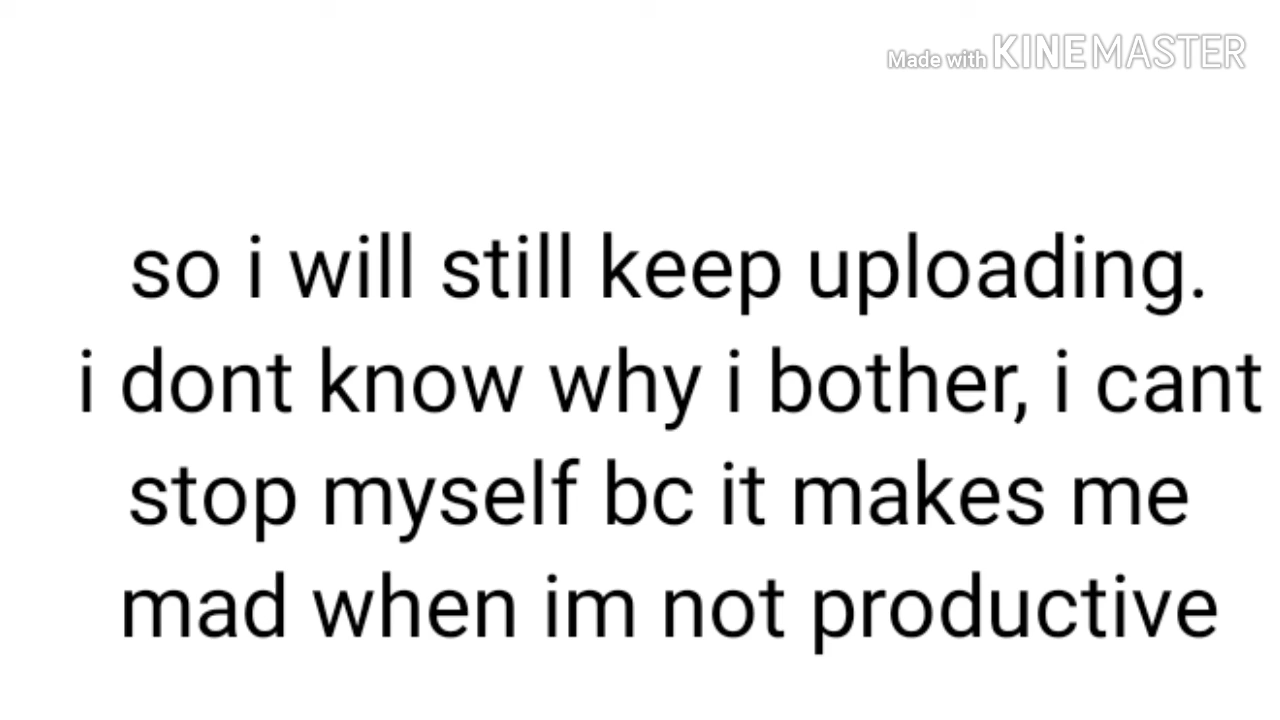 Made with KINEMASTER
so i will still keep uploading.
i dont know why i bother, i cant
stop myself bc it makes me
mad when im not productive